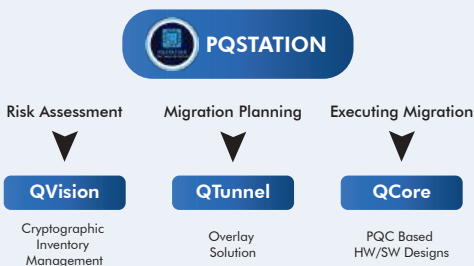 PQSTATION
Risk Assessment
Migration Planning
Executing Migration
QVision
QTunnel
QCore
Cryptographic
Inventory
Management
Overlay
Solution
PQC Based
HW/SW Designs